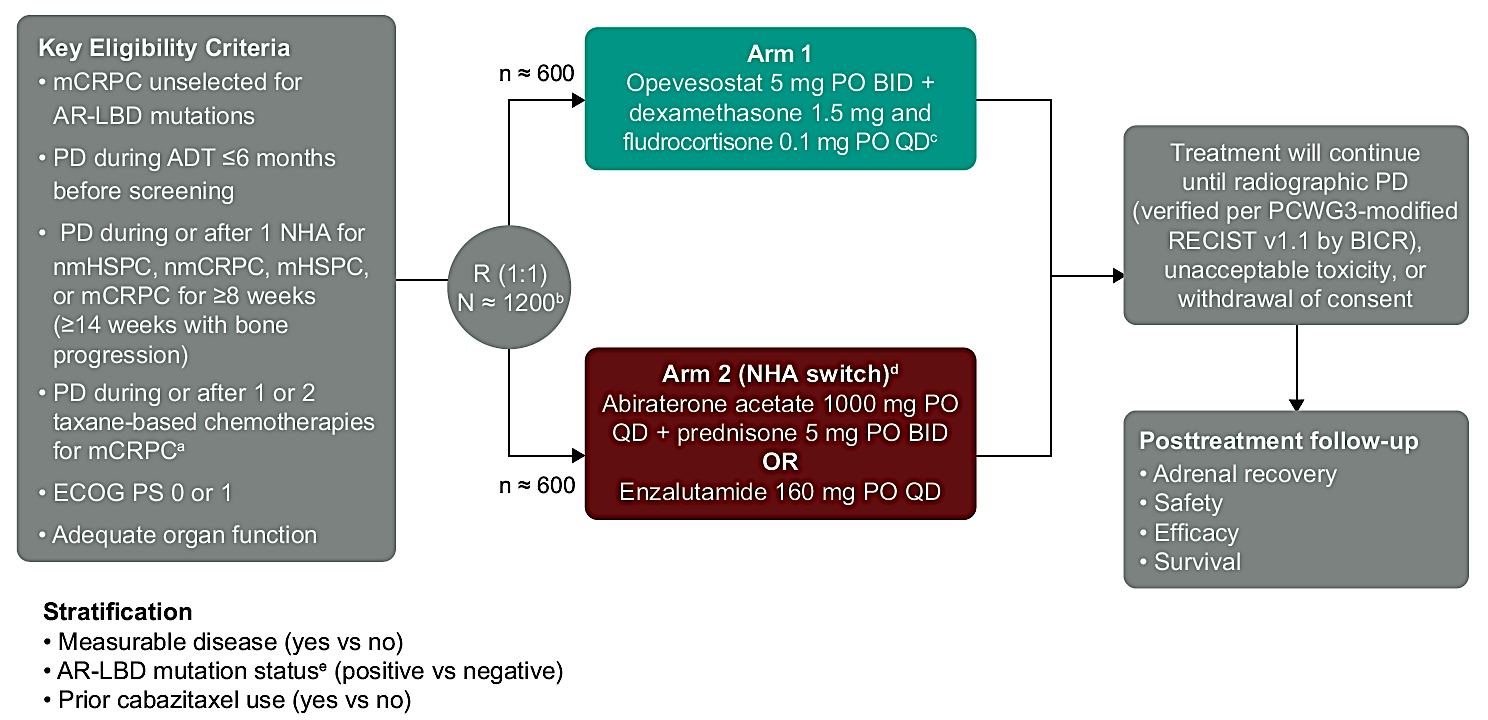 Key Eligibility Criteria
• mCRPC unselected for
AR-LBD mutations
• PD during ADT ≤6 months
before screening
• PD during or after 1 NHA for
nmHSPC, nmCRPC, mHSPC,
or mCRPC for ≥8 weeks
(≥14 weeks with bone
progression)
• PD during or after 1 or 2
taxane-based chemotherapies
for mCRPCᵃ
• ECOG PS 0 or 1
• Adequate organ function
R (1:1)
N ≈ 1200ᵇ
n ≈ 600
Arm 1
Opevesostat 5 mg PO BID +
dexamethasone 1.5 mg and
fludrocortisone 0.1 mg PO QDᶜ
n ≈ 600
Arm 2 (NHA switch)ᵈ
Abiraterone acetate 1000 mg PO
QD + prednisone 5 mg PO BID
OR
Enzalutamide 160 mg PO QD
Treatment will continue
until radiographic PD
(verified per PCWG3-modified
RECIST v1.1 by BICR),
unacceptable toxicity, or
withdrawal of consent
Posttreatment follow-up
• Adrenal recovery
• Safety
• Efficacy
• Survival
Stratification
• Measurable disease (yes vs no)
• AR-LBD mutation statusᵉ (positive vs negative)
• Prior cabazitaxel use (yes vs no)